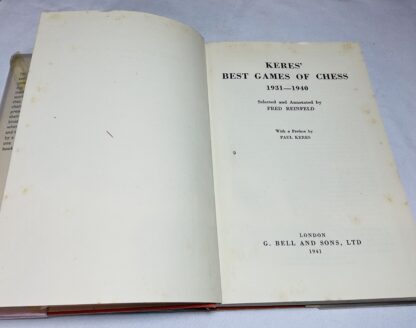 KERES'
BEST GAMES OF CHESS
1931—1940
Selected and Annotated by
FRED REINFELD
With a Preface by
PAUL KERES
LONDON
G. BELL AND SONS, LTD
1941